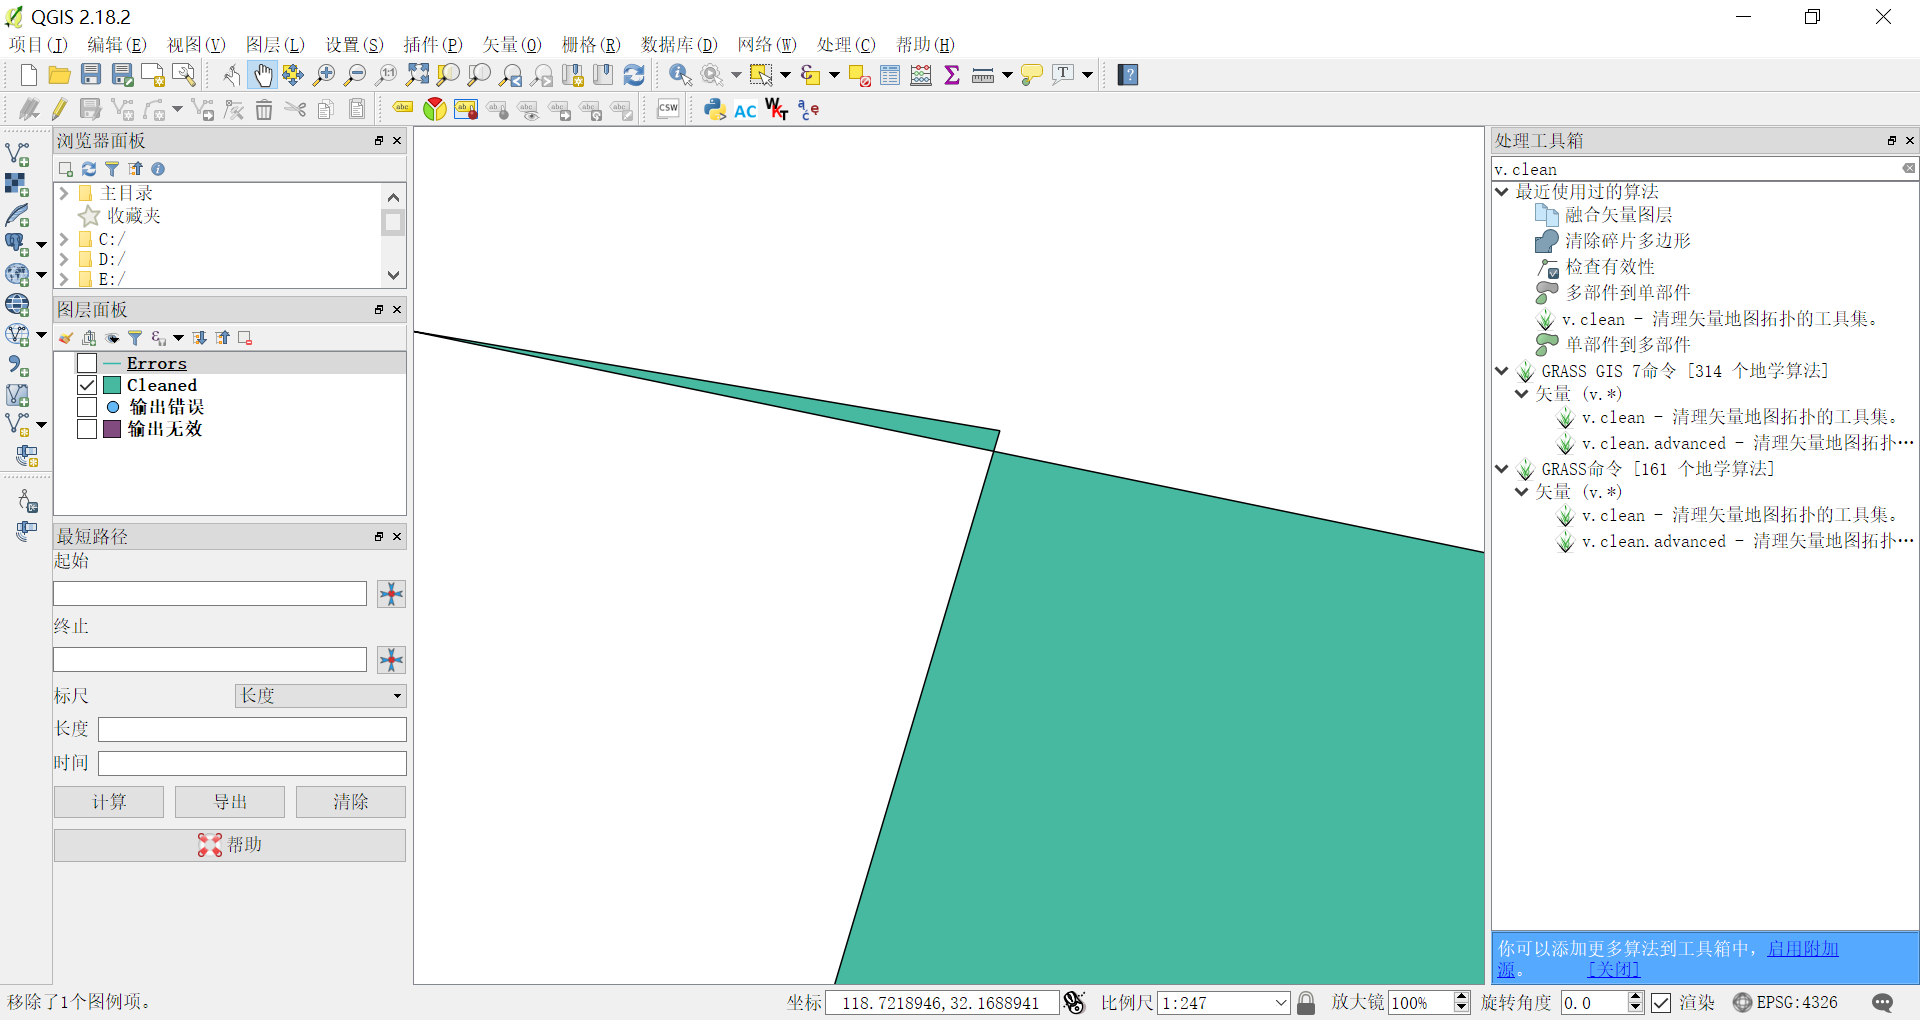 QGIS 2.18.2
项目(J) 编辑(E) 视图(V) 图层(L) 设置(S) 插件(P) 矢量(O) 栅格(R) 数据库(D) 网络(W) 处理(C) 帮助(H)
浏览器面板
主目录
收藏夹
C:/
D:/
E:/
图层面板
Errors
Cleaned
输出错误
输出无效
最短路径
起始
终止
标尺 长度
长度
时间
计算 导出 清除
帮助
处理工具箱
v.clean
最近使用过的算法
融合矢量图层
清除碎片多边形
检查有效性
多部件到单部件
v.clean - 清理矢量地图拓扑的工具集。
单部件到多部件
GRASS GIS 7命令 [314 个地学算法]
矢量 (v.*)
v.clean - 清理矢量地图拓扑的工具集。
v.clean.advanced - 清理矢量地图拓扑…
GRASS命令 [161 个地学算法]
矢量 (v.*)
v.clean - 清理矢量地图拓扑的工具集。
v.clean.advanced - 清理矢量地图拓扑…
你可以添加更多算法到工具箱中，启用附加
源。 [关闭]
移除了1个图例项。 坐标 118.7218946,32.1688941 比例尺 1:247 放大镜 100% 旋转角度 0.0 渲染 EPSG:4326